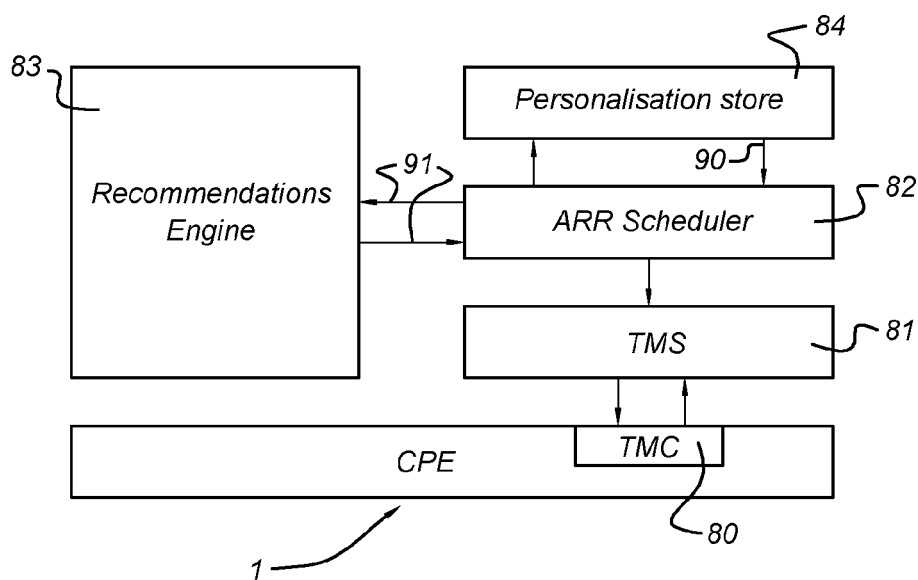 84
83
Personalisation store
90
91
82
Recommendations
Engine
ARR Scheduler
81
TMS
TMC
CPE
80
1